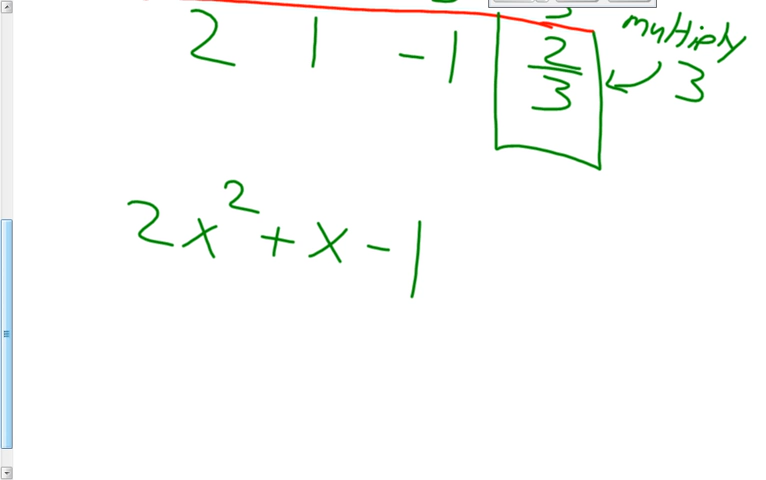 2 1 -1 2/3 multiply 3
2x² + x - 1